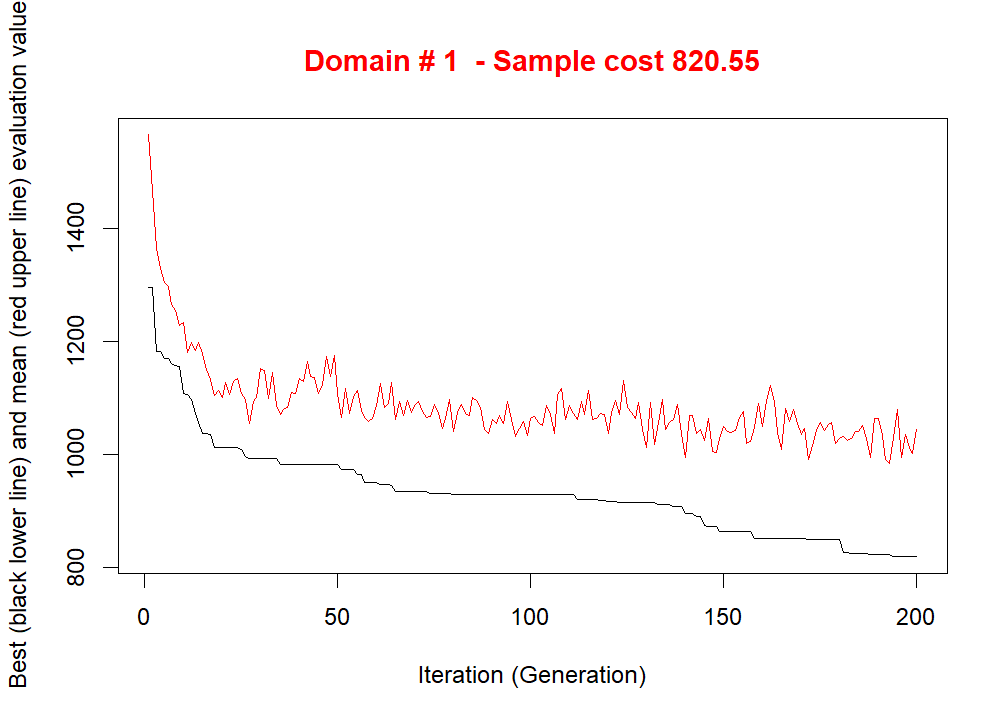 Domain # 1  - Sample cost 820.55
Best (black lower line) and mean (red upper line) evaluation value
1400
1200
1000
800
0 50 100 150 200
Iteration (Generation)